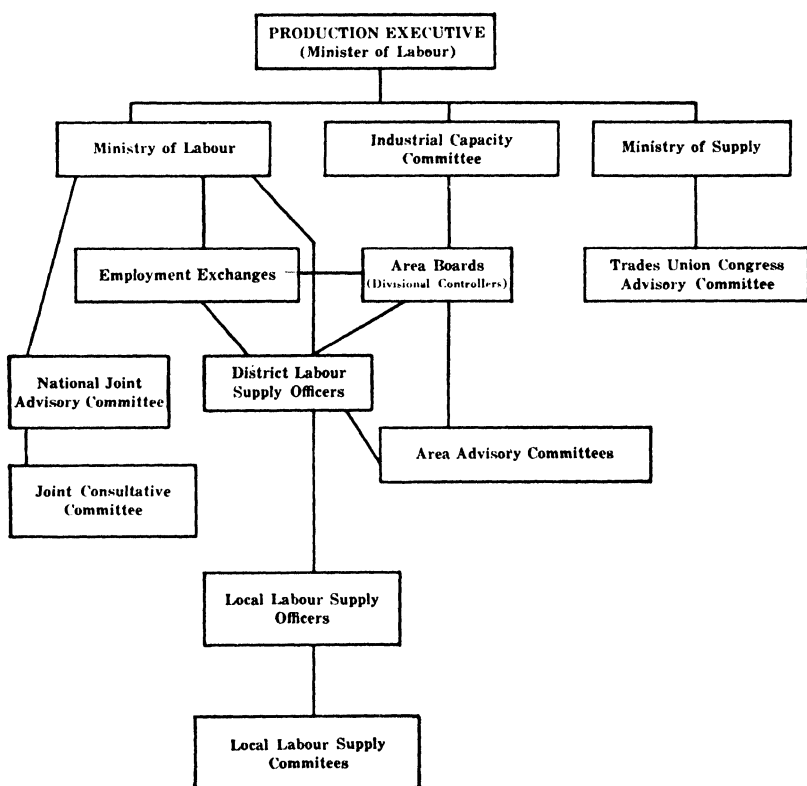 PRODUCTION EXECUTIVE
(Minister of Labour)
Ministry of Labour
Industrial Capacity
Committee
Ministry of Supply
Employment Exchanges
Area Boards
(Divisional Controllers)
Trades Union Congress
Advisory Committee
National Joint
Advisory Committee
District Labour
Supply Officers
Area Advisory Committees
Joint Consultative
Committee
Local Labour Supply
Officers
Local Labour Supply
Commitees